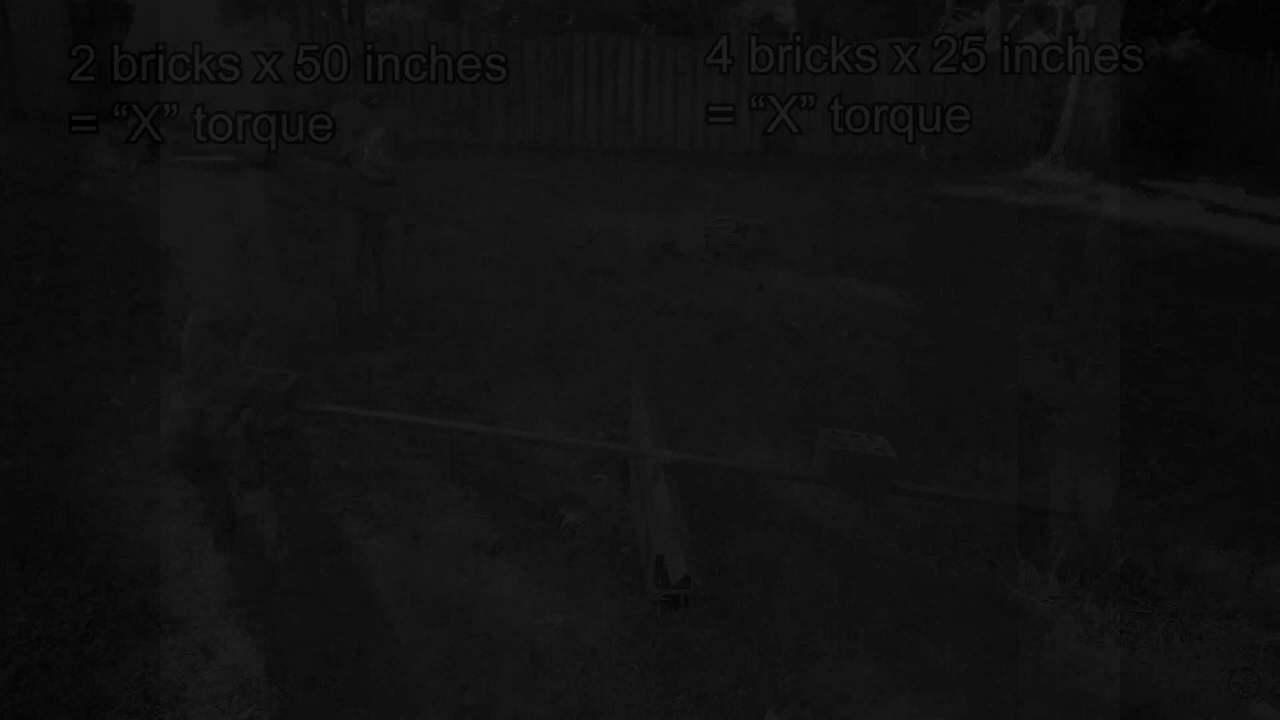 2 bricks x 50 inches
= “X” torque
4 bricks x 25 inches
= “X” torque